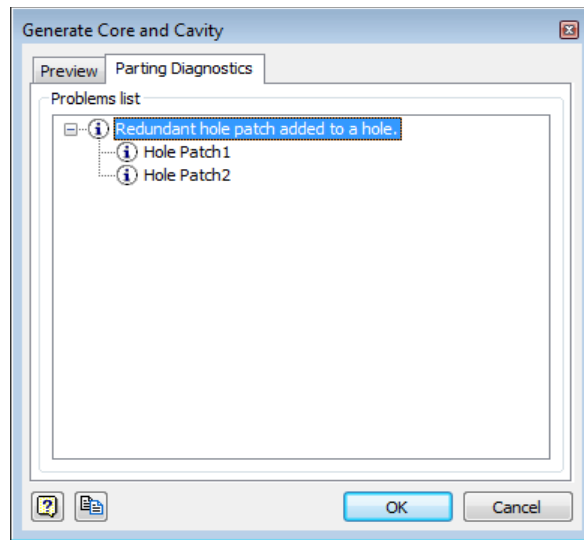 Generate Core and Cavity
Preview Parting Diagnostics
Problems list
Redundant hole patch added to a hole.
Hole Patch1
Hole Patch2
OK Cancel